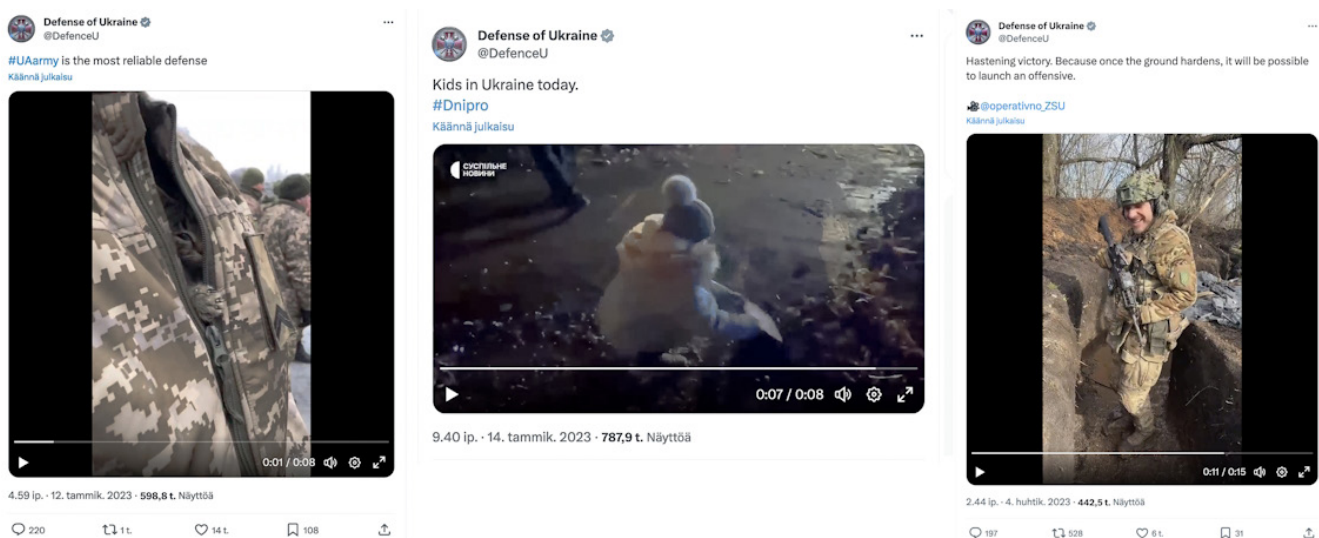 Defense of Ukraine
@DefenceU
#UAarmy is the most reliable defense
Käännä julkaisu
0:01 / 0:08
4.59 ip. · 12. tammik. 2023 · 598,8 t. Näyttöä
220
1 t.
14 t.
108
Defense of Ukraine
@DefenceU
Kids in Ukraine today.
#Dnipro
Käännä julkaisu
СУСПІЛЬНЕ
НОВИНИ
0:07 / 0:08
9.40 ip. · 14. tammik. 2023 · 787,9 t. Näyttöä
Defense of Ukraine
@DefenceU
Hastening victory. Because once the ground hardens, it will be possible
to launch an offensive.
@operativno_ZSU
Käännä julkaisu
0:11 / 0:15
2.44 ip. · 4. huhtik. 2023 · 442,5 t. Näyttöä
197
528
6 t.
31